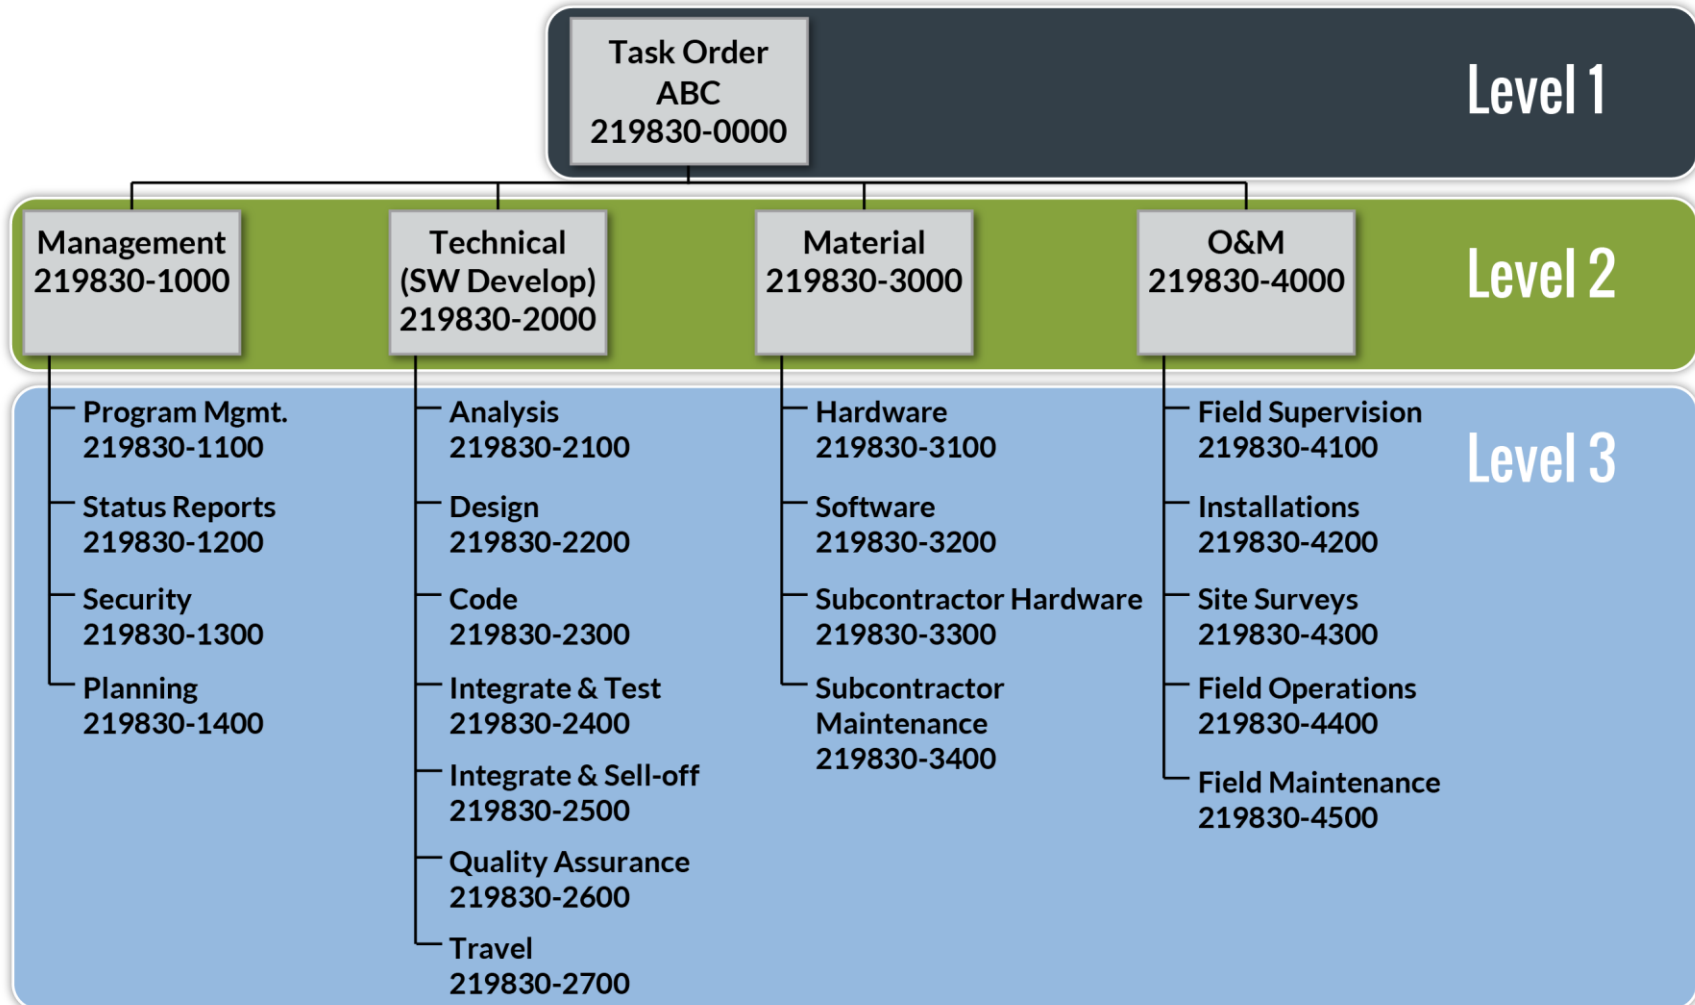 Task Order
ABC
219830-0000
Level 1
Management
219830-1000
Technical
(SW Develop)
219830-2000
Material
219830-3000
O&M
219830-4000
Level 2
Program Mgmt.
219830-1100
Status Reports
219830-1200
Security
219830-1300
Planning
219830-1400
Analysis
219830-2100
Design
219830-2200
Code
219830-2300
Integrate & Test
219830-2400
Integrate & Sell-off
219830-2500
Quality Assurance
219830-2600
Travel
219830-2700
Hardware
219830-3100
Software
219830-3200
Subcontractor Hardware
219830-3300
Subcontractor
Maintenance
219830-3400
Field Supervision
219830-4100
Installations
219830-4200
Site Surveys
219830-4300
Field Operations
219830-4400
Field Maintenance
219830-4500
Level 3